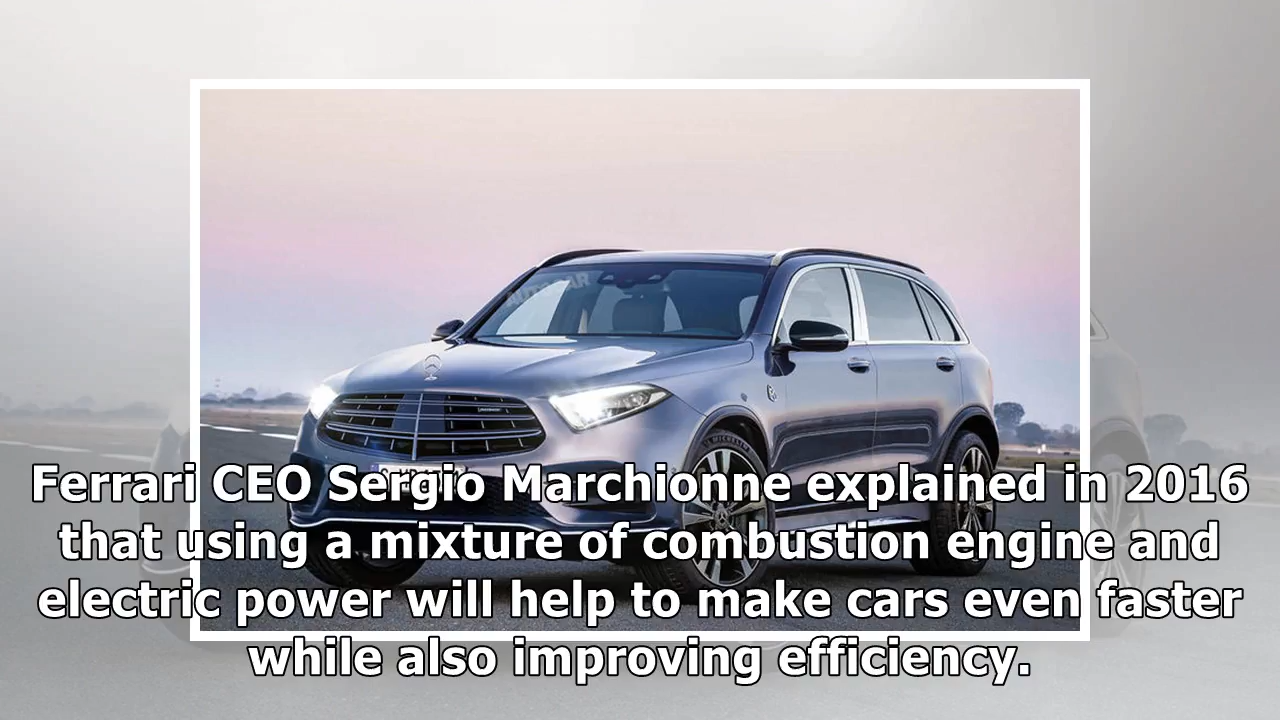 Ferrari CEO Sergio Marchionne explained in 2016
that using a mixture of combustion engine and
electric power will help to make cars even faster
while also improving efficiency.
MICHELIN